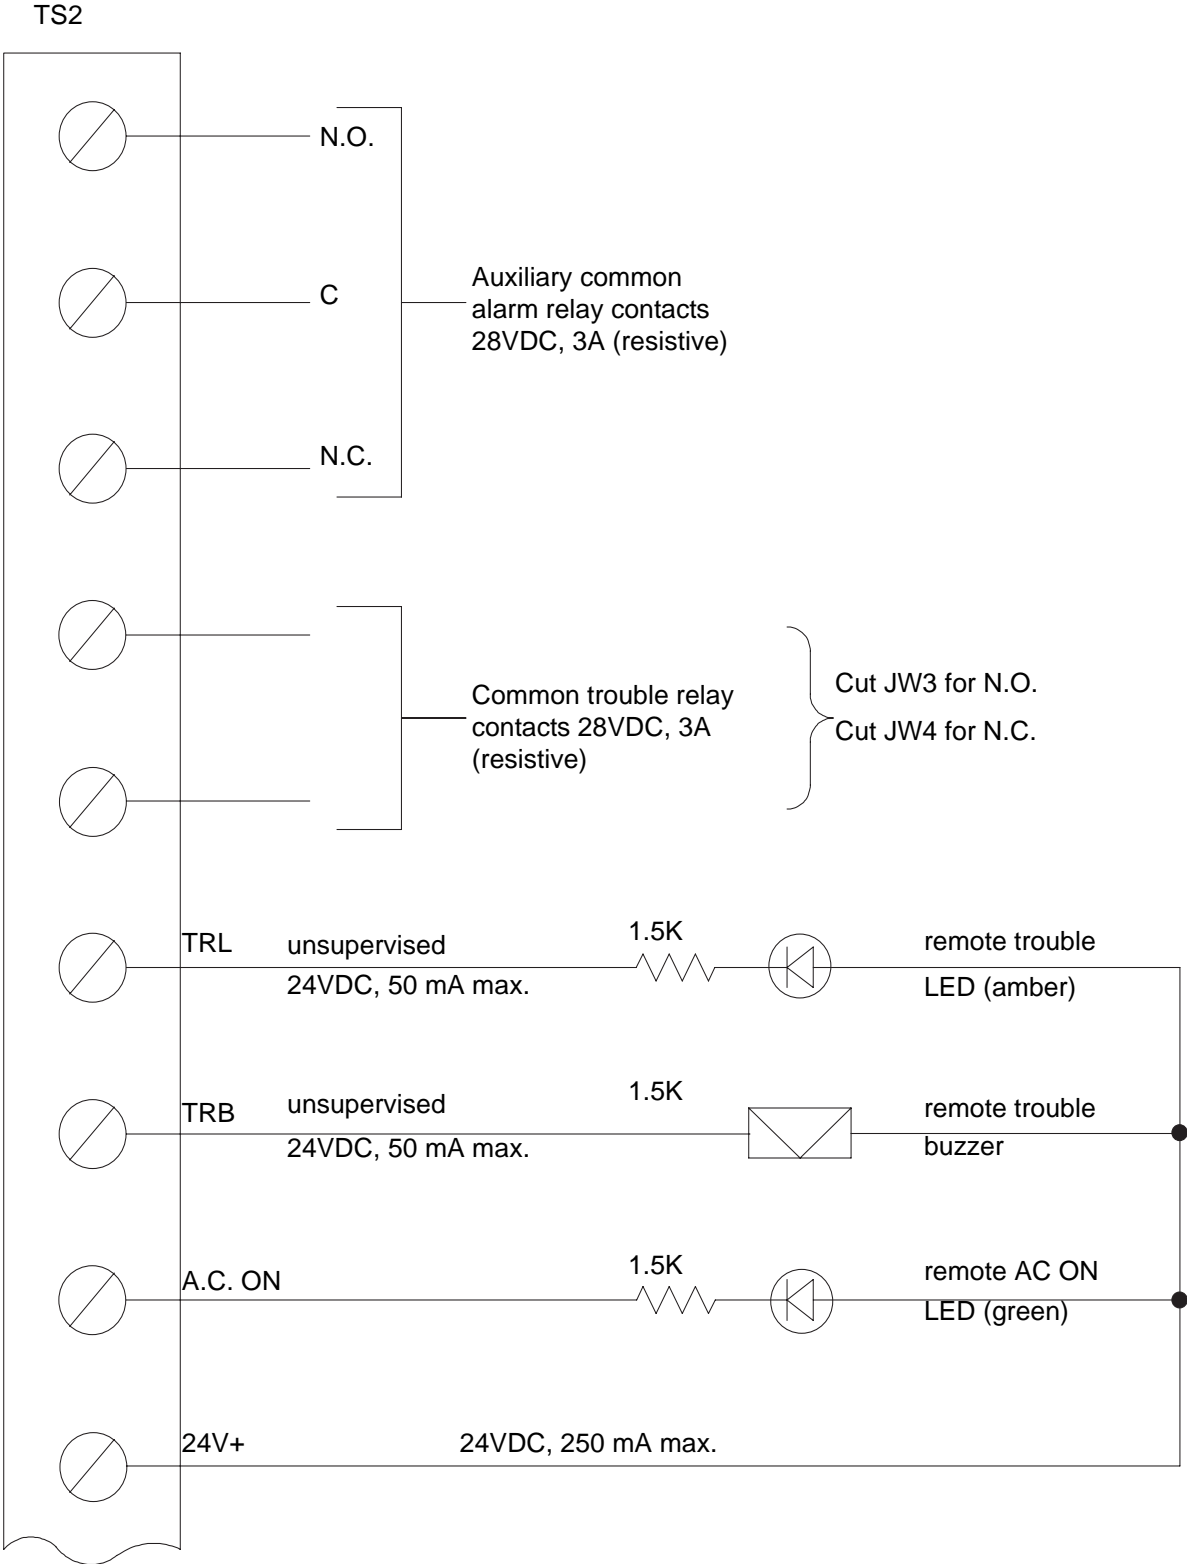 TS2
N.O.
C
Auxiliary common
alarm relay contacts
28VDC, 3A (resistive)
N.C.
Common trouble relay
contacts 28VDC, 3A
(resistive)
Cut JW3 for N.O.
Cut JW4 for N.C.
TRL
unsupervised
24VDC, 50 mA max.
1.5K
remote trouble
LED (amber)
TRB
unsupervised
24VDC, 50 mA max.
1.5K
remote trouble
buzzer
A.C. ON
1.5K
remote AC ON
LED (green)
24V+
24VDC, 250 mA max.